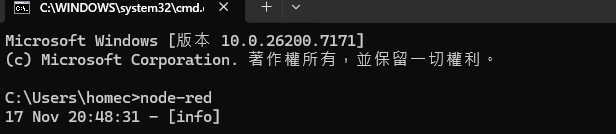 C:\WINDOWS\system32\cmd.
Microsoft Windows [版本 10.0.26200.7171]
(c) Microsoft Corporation. 著作權所有，並保留一切權利。
C:\Users\homec>node-red
17 Nov 20:48:31 - [info]